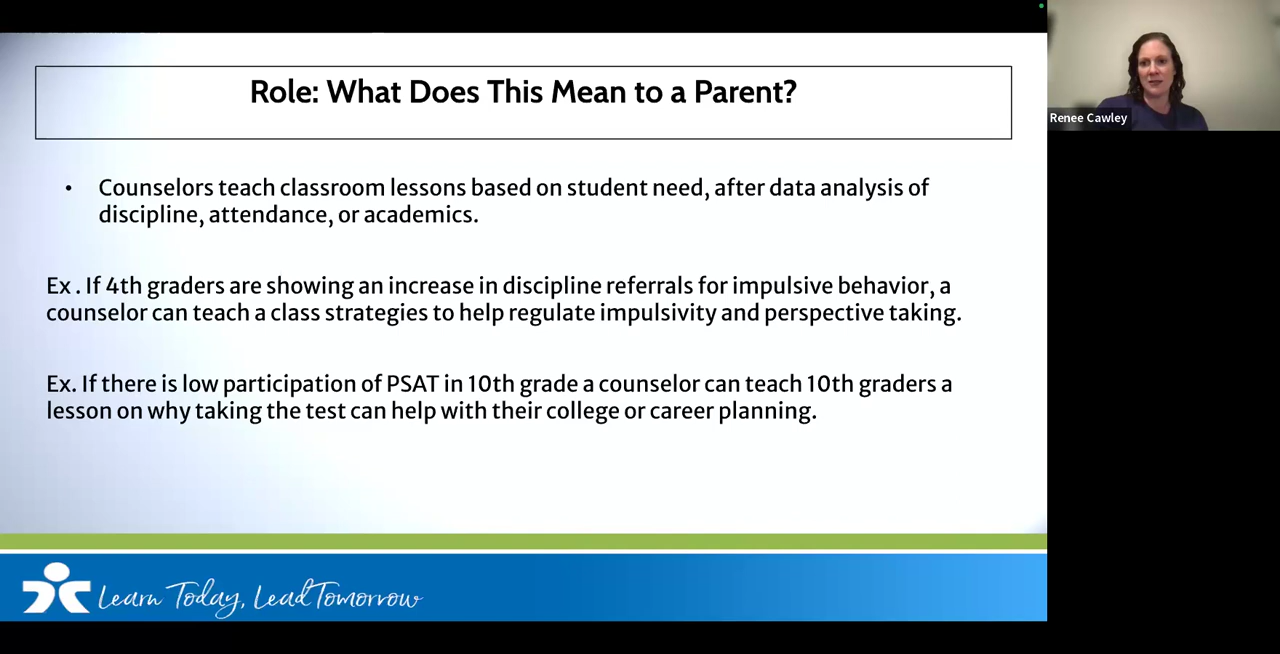 Role: What Does This Mean to a Parent?
Renee Cawley
• Counselors teach classroom lessons based on student need, after data analysis of
discipline, attendance, or academics.
Ex . If 4th graders are showing an increase in discipline referrals for impulsive behavior, a
counselor can teach a class strategies to help regulate impulsivity and perspective taking.
Ex. If there is low participation of PSAT in 10th grade a counselor can teach 10th graders a
lesson on why taking the test can help with their college or career planning.
Learn Today, Lead Tomorrow